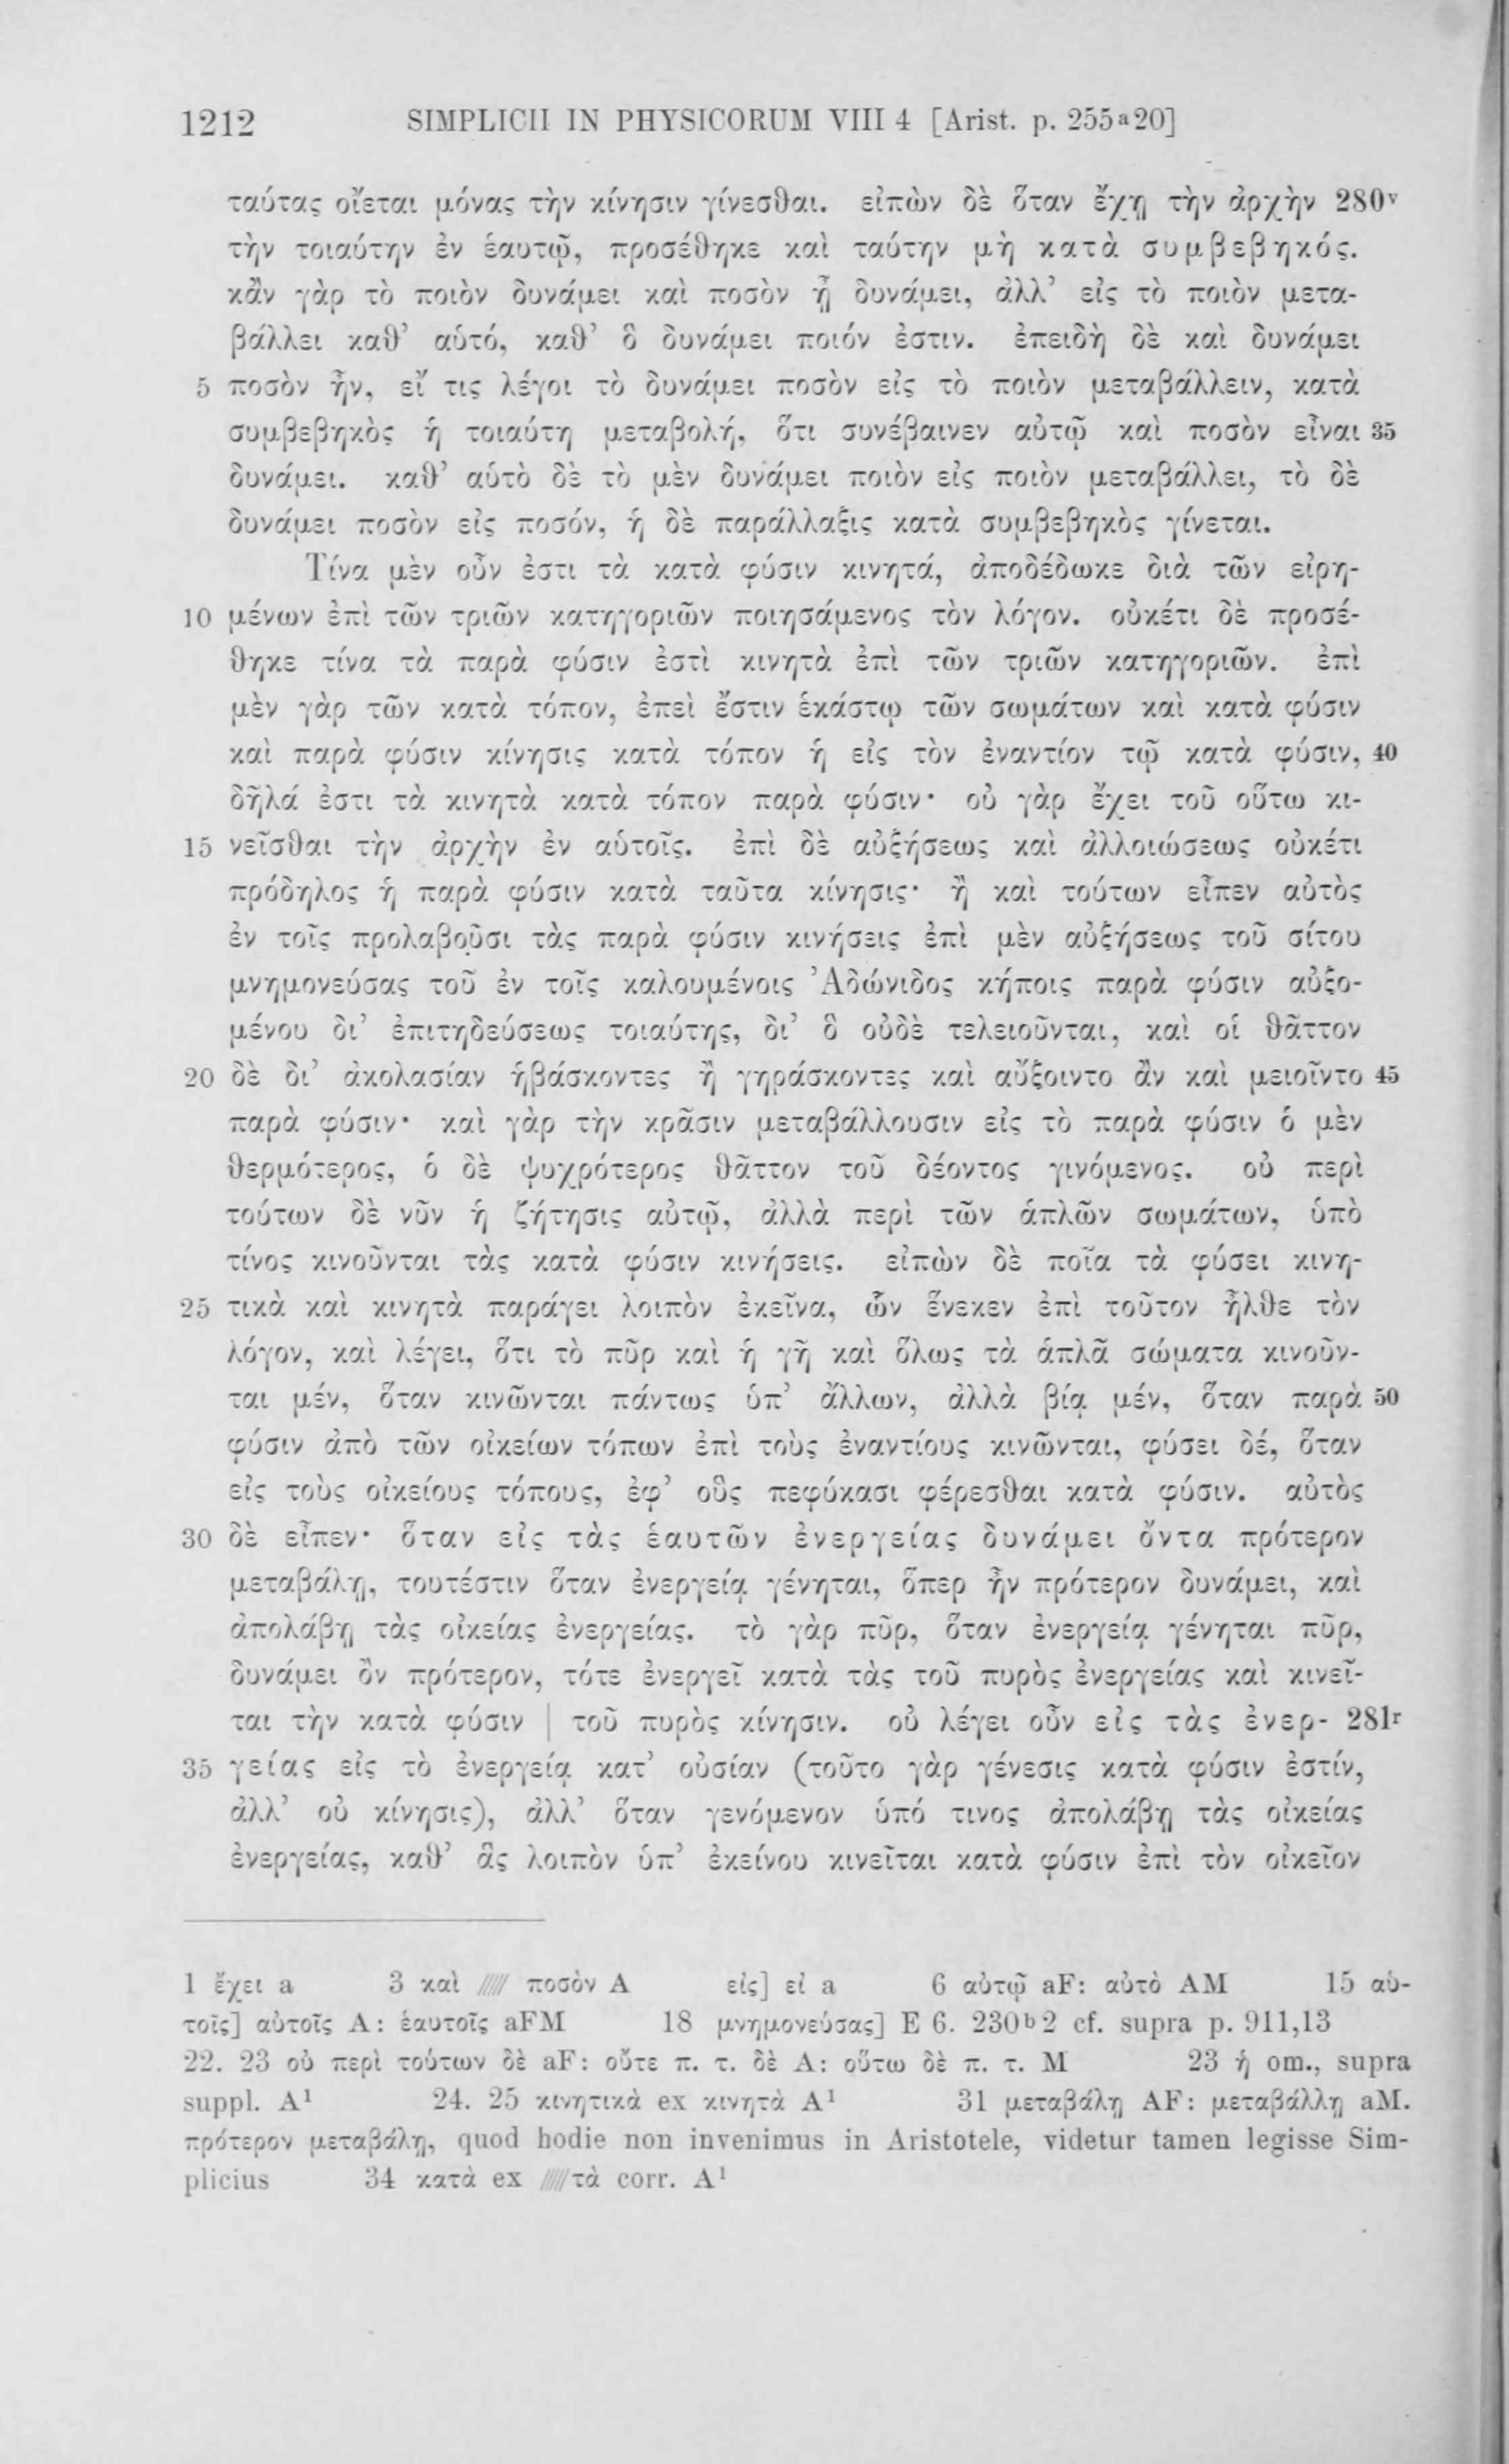 1212 SIMPLICII IN PHYSICORUM VIII 4 [Arist. p. 255ᵃ20]
ταύτας οἴεται μόνας τὴν κίνησιν γίνεσθαι. εἰπὼν δὲ ὅταν ἔχῃ τὴν ἀρχὴν 280ᵛ
τὴν τοιαύτην ἐν ἑαυτῷ, προσέθηκε καὶ ταύτην μὴ κατὰ συμβεβηκός.
κἂν γὰρ τὸ ποιὸν δυνάμει καὶ ποσὸν ᾖ δυνάμει, ἀλλ’ εἰς τὸ ποιὸν μετα-
βάλλει καθ’ αὑτό, καθ’ ὃ δυνάμει ποιόν ἐστιν. ἐπειδὴ δὲ καὶ δυνάμει
5 ποσὸν ἦν, εἴ τις λέγοι τὸ δυνάμει ποσὸν εἰς τὸ ποιὸν μεταβάλλειν, κατὰ
συμβεβηκὸς ἡ τοιαύτη μεταβολή, ὅτι συνέβαινεν αὐτῷ καὶ ποσὸν εἶναι 35
δυνάμει. καθ’ αὑτὸ δὲ τὸ μὲν δυνάμει ποιὸν εἰς ποιὸν μεταβάλλει, τὸ δὲ
δυνάμει ποσὸν εἰς ποσόν, ἡ δὲ παράλλαξις κατὰ συμβεβηκὸς γίνεται.
Τίνα μὲν οὖν ἐστι τὰ κατὰ φύσιν κινητά, ἀποδέδωκε διὰ τῶν εἰρη-
10 μένων ἐπὶ τῶν τριῶν κατηγοριῶν ποιησάμενος τὸν λόγον. οὐκέτι δὲ προσέ-
θηκε τίνα τὰ παρὰ φύσιν ἐστὶ κινητὰ ἐπὶ τῶν τριῶν κατηγοριῶν. ἐπὶ
μὲν γὰρ τῶν κατὰ τόπον, ἐπεὶ ἔστιν ἑκάστῳ τῶν σωμάτων καὶ κατὰ φύσιν
καὶ παρὰ φύσιν κίνησις κατὰ τόπον ἡ εἰς τὸν ἐναντίον τῷ κατὰ φύσιν, 40
δῆλά ἐστι τὰ κινητὰ κατὰ τόπον παρὰ φύσιν· οὐ γὰρ ἔχει τοῦ οὕτω κι-
15 νεῖσθαι τὴν ἀρχὴν ἐν αὑτοῖς. ἐπὶ δὲ αὐξήσεως καὶ ἀλλοιώσεως οὐκέτι
πρόδηλος ἡ παρὰ φύσιν κατὰ ταῦτα κίνησις· ἢ καὶ τούτων εἶπεν αὐτὸς
ἐν τοῖς προλαβοῦσι τὰς παρὰ φύσιν κινήσεις ἐπὶ μὲν αὐξήσεως τοῦ σίτου
μνημονεύσας τοῦ ἐν τοῖς καλουμένοις Ἀδώνιδος κήποις παρὰ φύσιν αὐξο-
μένου δι’ ἐπιτηδεύσεως τοιαύτης, δι’ ὃ οὐδὲ τελειοῦνται, καὶ οἱ θᾶττον
20 δὲ δι’ ἀκολασίαν ἡβάσκοντες ἢ γηράσκοντες καὶ αὔξοιντο ἂν καὶ μειοῖντο 45
παρὰ φύσιν· καὶ γὰρ τὴν κρᾶσιν μεταβάλλουσιν εἰς τὸ παρὰ φύσιν ὁ μὲν
θερμότερος, ὁ δὲ ψυχρότερος θᾶττον τοῦ δέοντος γινόμενος. οὐ περὶ
τούτων δὲ νῦν ἡ ζήτησις αὐτῷ, ἀλλὰ περὶ τῶν ἁπλῶν σωμάτων, ὑπὸ
τίνος κινοῦνται τὰς κατὰ φύσιν κινήσεις. εἰπὼν δὲ ποῖα τὰ φύσει κινη-
25 τικὰ καὶ κινητὰ παράγει λοιπὸν ἐκεῖνα, ὧν ἕνεκεν ἐπὶ τοῦτον ἦλθε τὸν
λόγον, καὶ λέγει, ὅτι τὸ πῦρ καὶ ἡ γῆ καὶ ὅλως τὰ ἁπλᾶ σώματα κινοῦν-
ται μέν, ὅταν κινῶνται πάντως ὑπ’ ἄλλων, ἀλλὰ βίᾳ μέν, ὅταν παρὰ 50
φύσιν ἀπὸ τῶν οἰκείων τόπων ἐπὶ τοὺς ἐναντίους κινῶνται, φύσει δέ, ὅταν
εἰς τοὺς οἰκείους τόπους, ἐφ’ οὓς πεφύκασι φέρεσθαι κατὰ φύσιν. αὐτὸς
30 δὲ εἶπεν· ὅταν εἰς τὰς ἑαυτῶν ἐνεργείας δυνάμει ὄντα πρότερον
μεταβάλῃ, τουτέστιν ὅταν ἐνεργείᾳ γένηται, ὅπερ ἦν πρότερον δυνάμει, καὶ
ἀπολάβῃ τὰς οἰκείας ἐνεργείας. τὸ γὰρ πῦρ, ὅταν ἐνεργείᾳ γένηται πῦρ,
δυνάμει ὂν πρότερον, τότε ἐνεργεῖ κατὰ τὰς τοῦ πυρὸς ἐνεργείας καὶ κινεῖ-
ται τὴν κατὰ φύσιν | τοῦ πυρὸς κίνησιν. οὐ λέγει οὖν εἰς τὰς ἐνερ- 281ʳ
35 γείας εἰς τὸ ἐνεργείᾳ κατ’ οὐσίαν (τοῦτο γὰρ γένεσις κατὰ φύσιν ἐστίν,
ἀλλ’ οὐ κίνησις), ἀλλ’ ὅταν γενόμενον ὑπό τινος ἀπολάβῃ τὰς οἰκείας
ἐνεργείας, καθ’ ἃς λοιπὸν ὑπ’ ἐκείνου κινεῖται κατὰ φύσιν ἐπὶ τὸν οἰκεῖον
1 ἔχει a 3 καὶ ///// ποσὸν A εἰς] εἰ a 6 αὐτῷ aF: αὐτὸ AM 15 αὑ-
τοῖς] αὐτοῖς A: ἑαυτοῖς aFM 18 μνημονεύσας] E 6. 230ᵇ2 cf. supra p. 911,13
22. 23 οὐ περὶ τούτων δὲ aF: οὔτε π. τ. δὲ A: οὕτω δὲ π. τ. M 23 ἡ om., supra
suppl. A¹ 24. 25 κινητικὰ ex κινητὰ A¹ 31 μεταβάλῃ AF: μεταβάλλῃ aM.
πρότερον μεταβάλῃ, quod hodie non invenimus in Aristotele, videtur tamen legisse Sim-
plicius 34 κατὰ ex /////τὰ corr. A¹